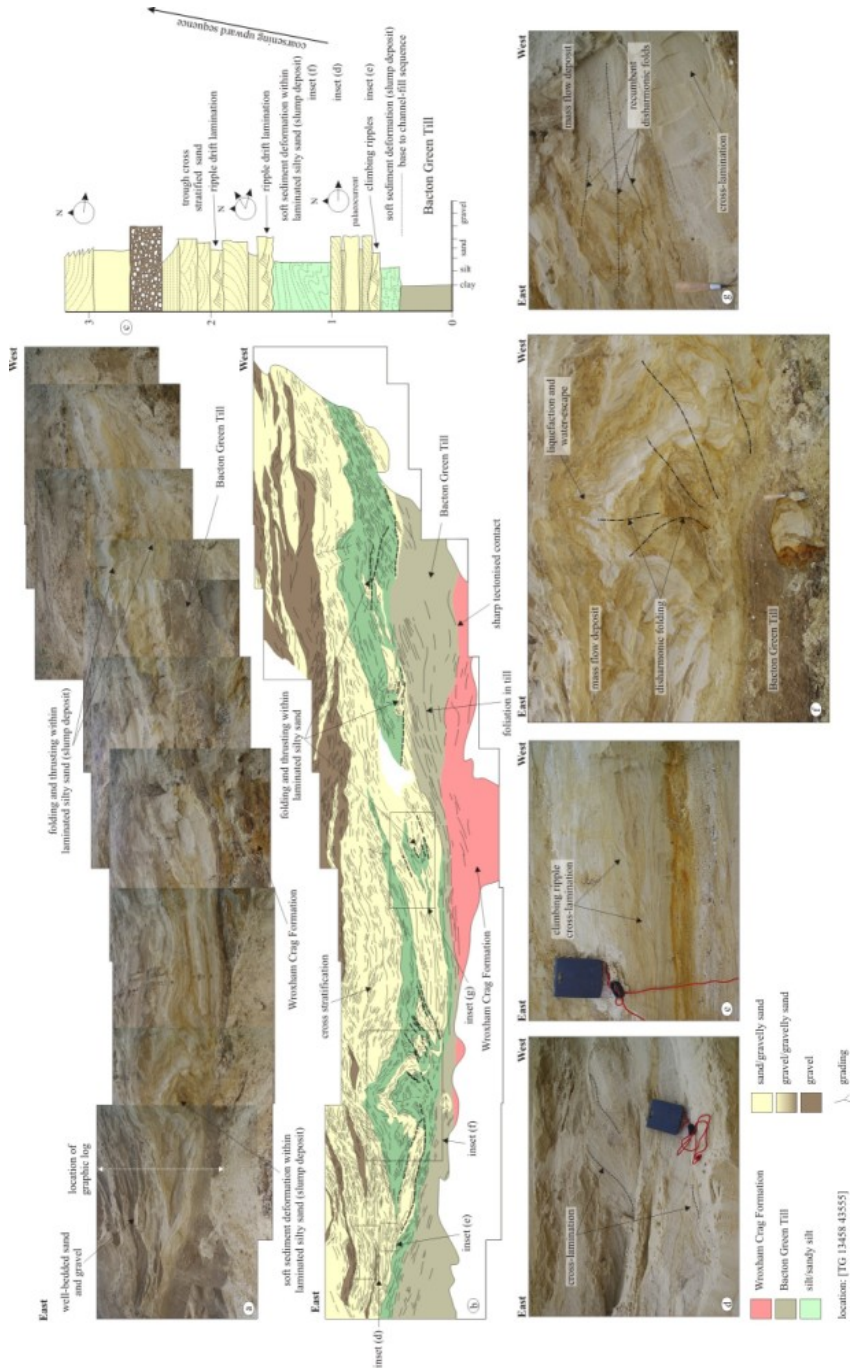 East
West
well-bedded sand
and gravel
location of
graphic log
folding and thrusting within
laminated silty sand (slump deposit)
soft sediment deformation within
laminated silty sand (slump deposit)
Wroxham Crag Formation
Bacton Green Till
a
East
West
cross stratification
folding and thrusting within
laminated silty sand
inset (d)
inset (e)
inset (f)
inset (g)
Wroxham Crag Formation
foliation in till
sharp tectonised contact
Bacton Green Till
b
c
coarsening upward sequence
3
2
1
0
N
N
N
trough cross
stratified sand
ripple drift lamination
ripple drift lamination
soft sediment deformation within
laminated silty sand (slump deposit)
inset (f)
inset (d)
palaeocurrent
climbing ripples
inset (e)
soft sediment deformation (slump deposit)
base to channel-fill sequence
Bacton Green Till
clay
silt
sand
gravel
East
West
cross-lamination
d
East
West
climbing ripple
cross-lamination
e
East
West
mass flow deposit
liquefaction and
water-escape
disharmonic folding
Bacton Green Till
f
East
West
mass flow deposit
recumbent
disharmonic folds
cross-lamination
g
Wroxham Crag Formation
Bacton Green Till
silt/sandy silt
sand/gravelly sand
gravel/gravelly sand
gravel
grading
location: [TG 13458 43555]